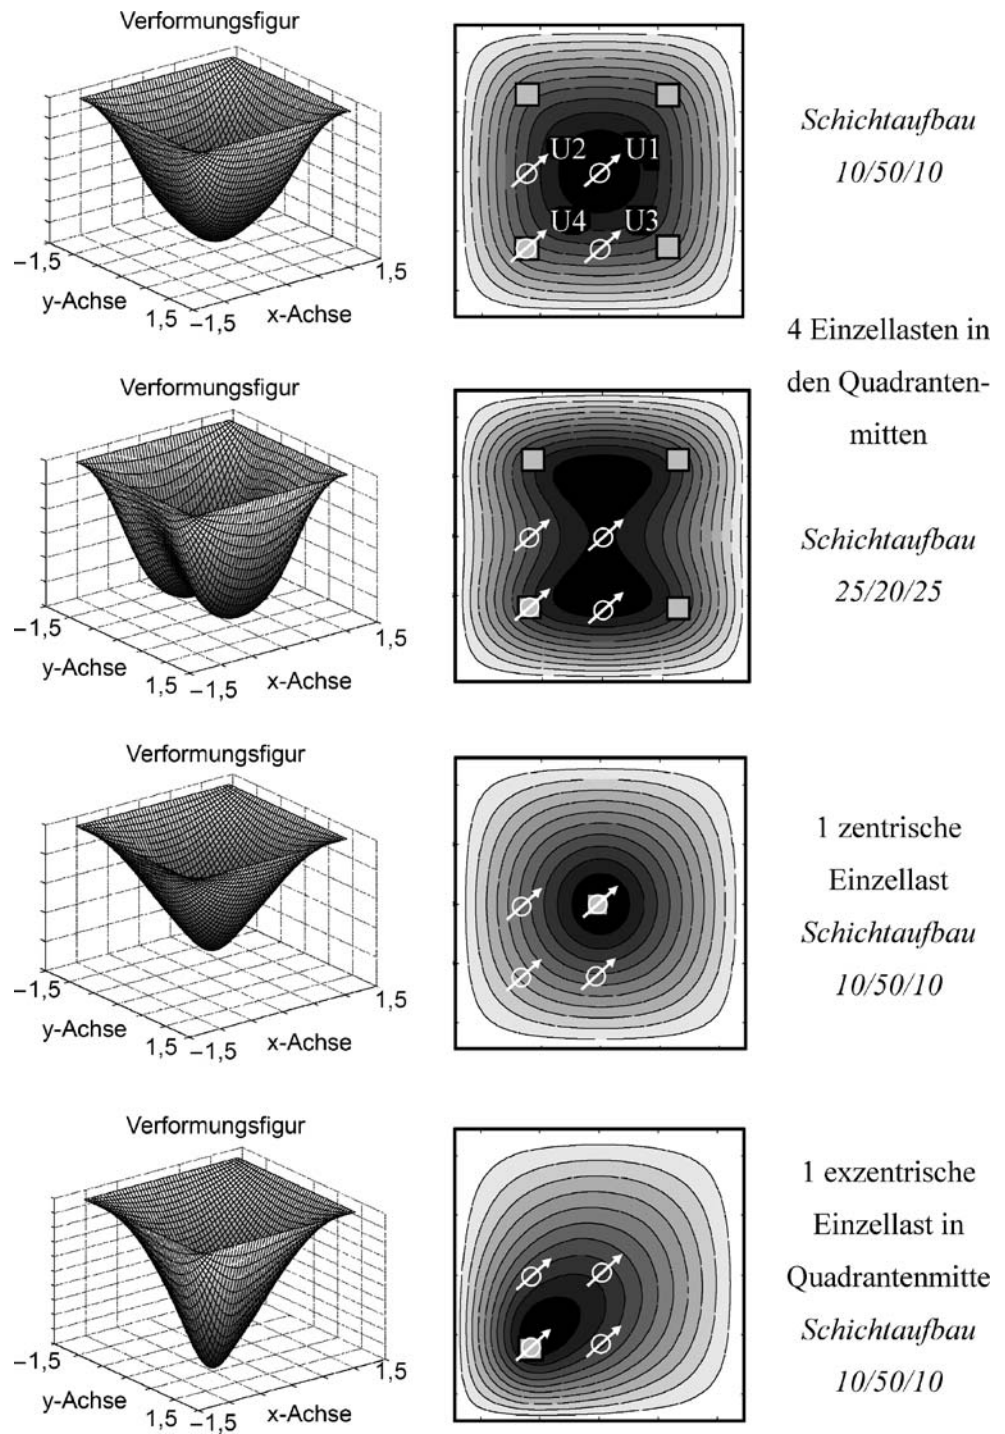 Verformungsfigur
−1,5
y-Achse
1,5
−1,5
x-Achse
1,5
U2
U1
U4
U3
Schichtaufbau
10/50/10
4 Einzellasten in
den Quadranten-
mitten
Verformungsfigur
−1,5
y-Achse
1,5
−1,5
x-Achse
1,5
Schichtaufbau
25/20/25
Verformungsfigur
−1,5
y-Achse
1,5
−1,5
x-Achse
1,5
1 zentrische
Einzellast
Schichtaufbau
10/50/10
Verformungsfigur
−1,5
y-Achse
1,5
−1,5
x-Achse
1,5
1 exzentrische
Einzellast in
Quadrantenmitte
Schichtaufbau
10/50/10